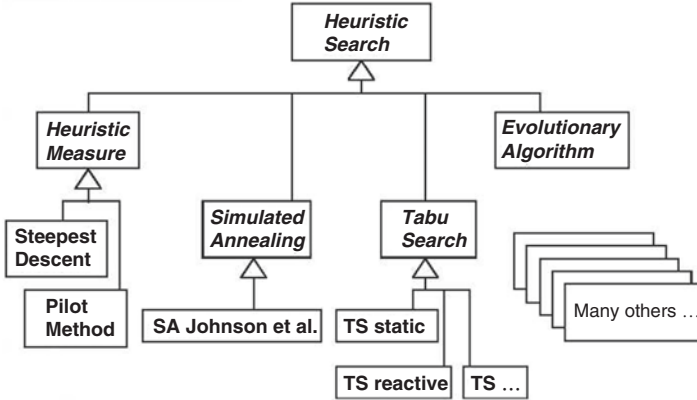 Heuristic
Search
Heuristic
Measure
Evolutionary
Algorithm
Simulated
Annealing
Tabu
Search
Steepest
Descent
Pilot
Method
SA Johnson et al.
TS static
TS reactive
TS …
Many others …